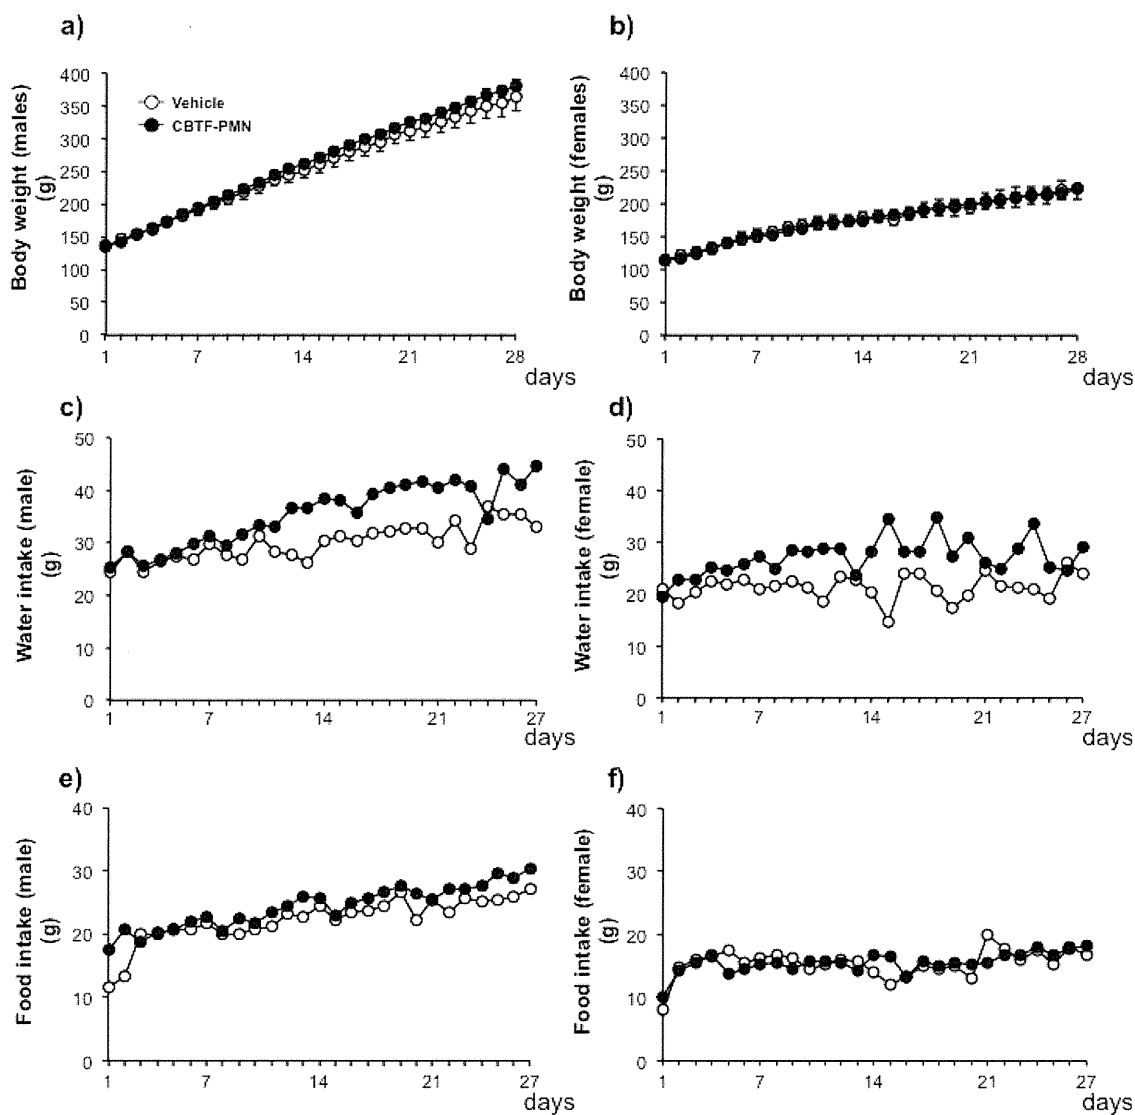 a)
Body weight (males)
(g)
400
350
300
250
200
150
100
50
0
Vehicle
CBTF-PMN
1
7
14
21
28
days
b)
Body weight (females)
(g)
400
350
300
250
200
150
100
50
0
1
7
14
21
28
days
c)
Water intake (male)
(g)
50
40
30
20
10
0
1
7
14
21
27
days
d)
Water intake (female)
(g)
50
40
30
20
10
0
1
7
14
21
27
days
e)
Food intake (male)
(g)
40
30
20
10
0
1
7
14
21
27
days
f)
Food intake (female)
(g)
40
30
20
10
0
1
7
14
21
27
days